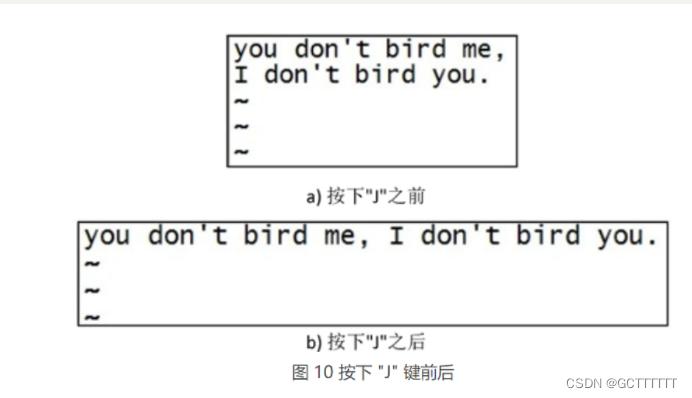 you don't bird me,
I don't bird you.
~
~
~
a) 按下"J"之前
you don't bird me, I don't bird you.
~
~
~
b) 按下"J"之后
图 10 按下 "J" 键前后
CSDN @GCTTTTTT